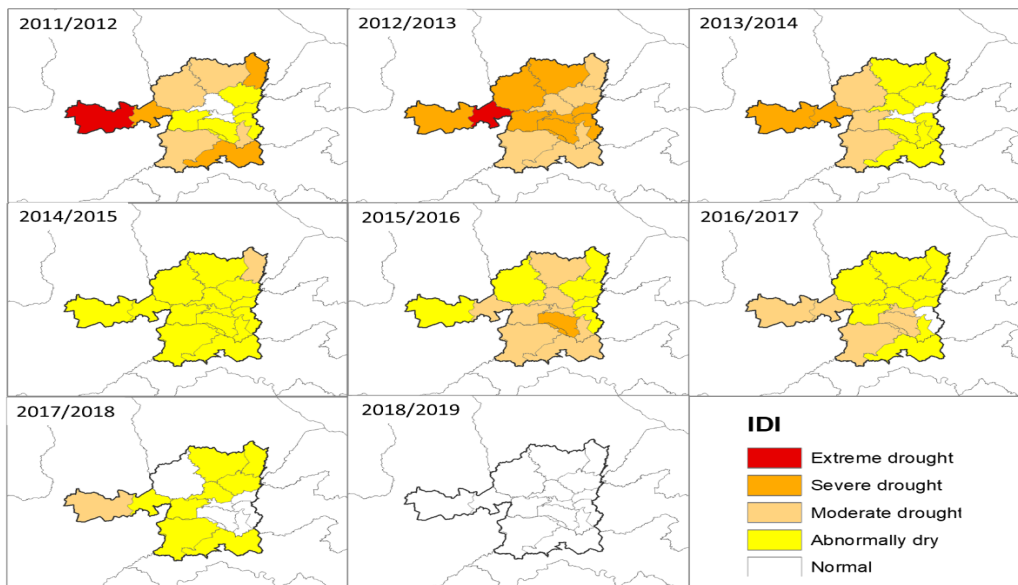 2011/2012
2012/2013
2013/2014
2014/2015
2015/2016
2016/2017
2017/2018
2018/2019
IDI
Extreme drought
Severe drought
Moderate drought
Abnormally dry
Normal